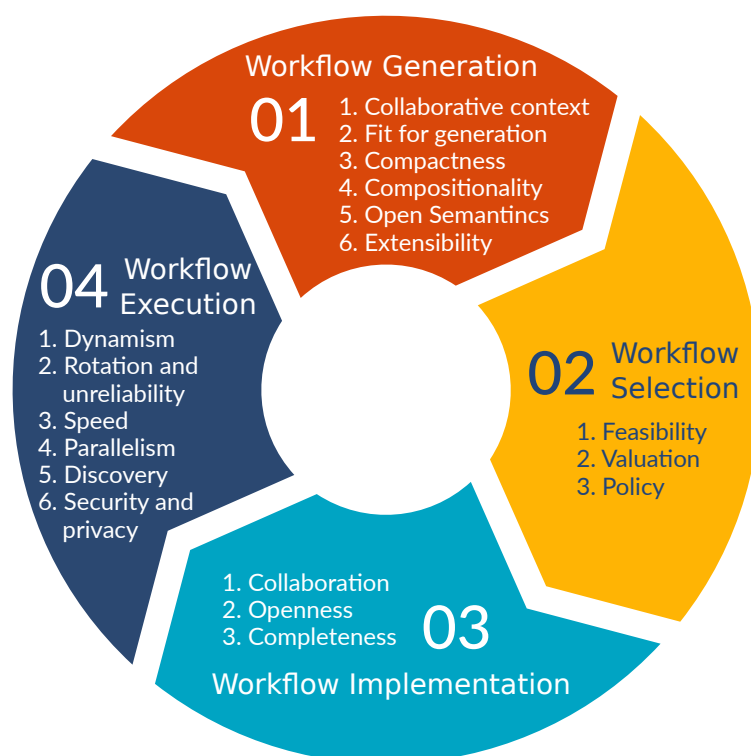 Workflow Generation
01
1. Collaborative context
2. Fit for generation
3. Compactness
4. Compositionality
5. Open Semantincs
6. Extensibility
02
Workflow
Selection
1. Feasibility
2. Valuation
3. Policy
1. Collaboration
2. Openness
3. Completeness
03
Workflow Implementation
04
Workflow
Execution
1. Dynamism
2. Rotation and
unreliability
3. Speed
4. Parallelism
5. Discovery
6. Security and
privacy